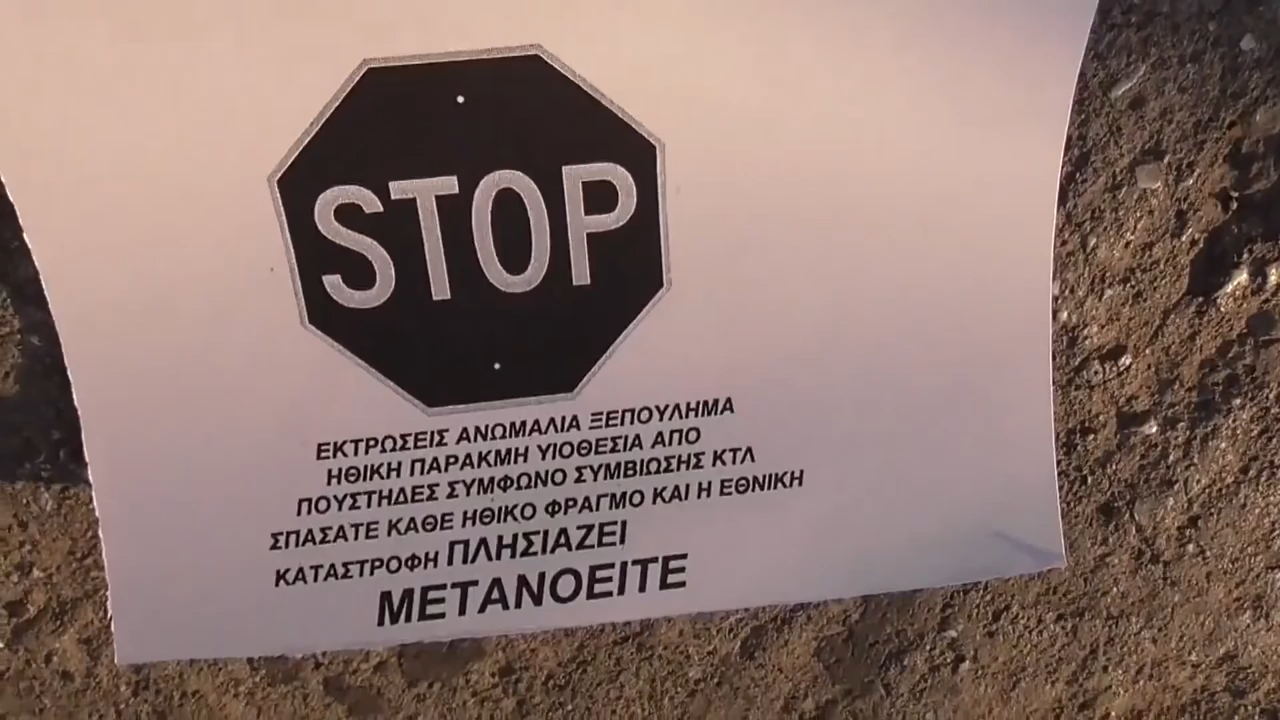 STOP
ΕΚΤΡΩΣΕΙΣ ΑΝΩΜΑΛΙΑ ΞΕΠΟΥΛΗΜΑ
ΗΘΙΚΗ ΠΑΡΑΚΜΗ ΥΙΟΘΕΣΙΑ ΑΠΟ
ΠΟΥΣΤΗΔΕΣ ΣΥΜΦΩΝΟ ΣΥΜΒΙΩΣΗΣ ΚΤΛ
ΣΠΑΣΑΤΕ ΚΑΘΕ ΗΘΙΚΟ ΦΡΑΓΜΟ ΚΑΙ Η ΕΘΝΙΚΗ
ΚΑΤΑΣΤΡΟΦΗ ΠΛΗΣΙΑΖΕΙ
ΜΕΤΑΝΟΕΙΤΕ